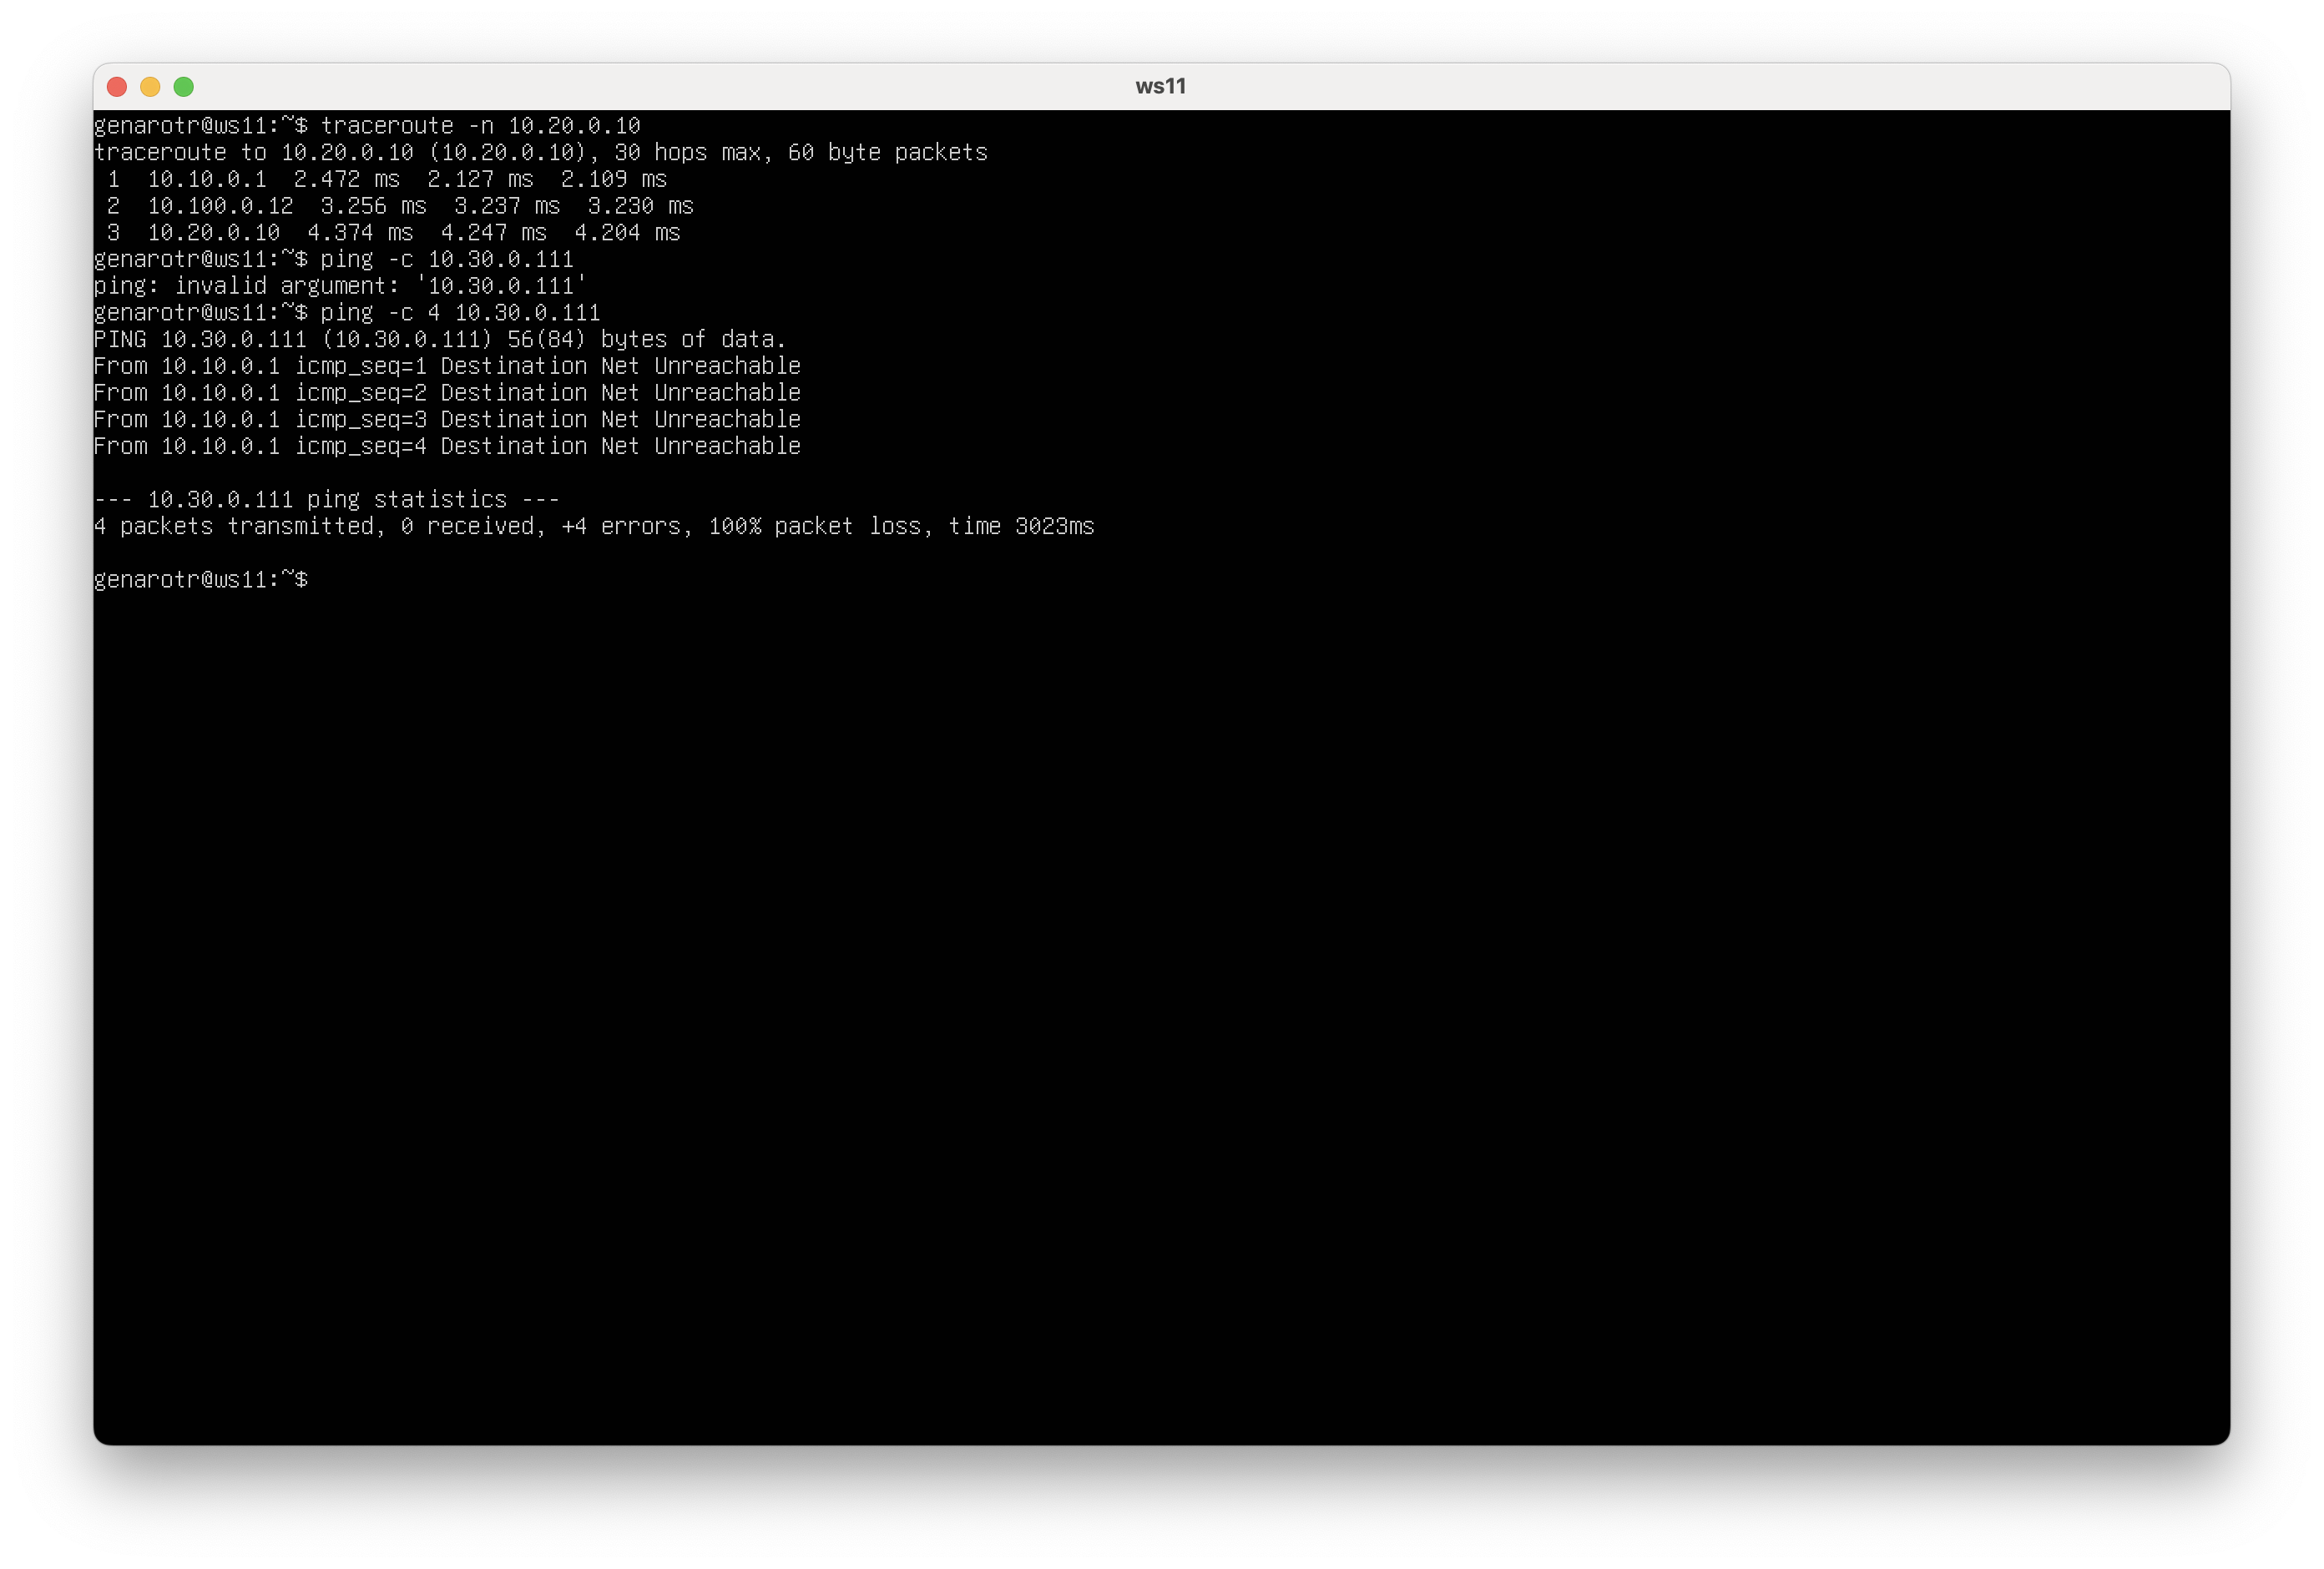 ws11
genarotr@ws11:~$ traceroute -n 10.20.0.10
traceroute to 10.20.0.10 (10.20.0.10), 30 hops max, 60 byte packets
 1  10.10.0.1  2.472 ms  2.127 ms  2.109 ms
 2  10.100.0.12  3.256 ms  3.237 ms  3.230 ms
 3  10.20.0.10  4.374 ms  4.247 ms  4.204 ms
genarotr@ws11:~$ ping -c 10.30.0.111
ping: invalid argument: '10.30.0.111'
genarotr@ws11:~$ ping -c 4 10.30.0.111
PING 10.30.0.111 (10.30.0.111) 56(84) bytes of data.
From 10.10.0.1 icmp_seq=1 Destination Net Unreachable
From 10.10.0.1 icmp_seq=2 Destination Net Unreachable
From 10.10.0.1 icmp_seq=3 Destination Net Unreachable
From 10.10.0.1 icmp_seq=4 Destination Net Unreachable
--- 10.30.0.111 ping statistics ---
4 packets transmitted, 0 received, +4 errors, 100% packet loss, time 3023ms
genarotr@ws11:~$